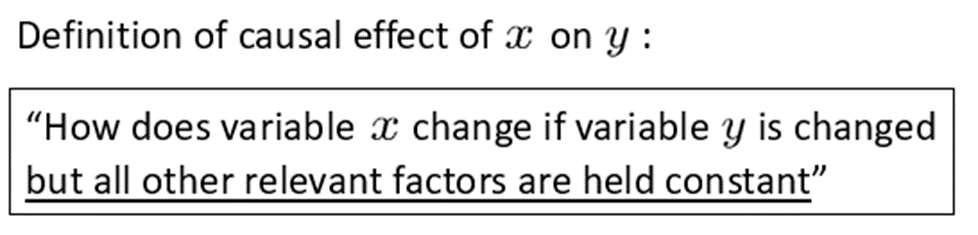 Definition of causal effect of x on y :
“How does variable x change if variable y is changed
but all other relevant factors are held constant”